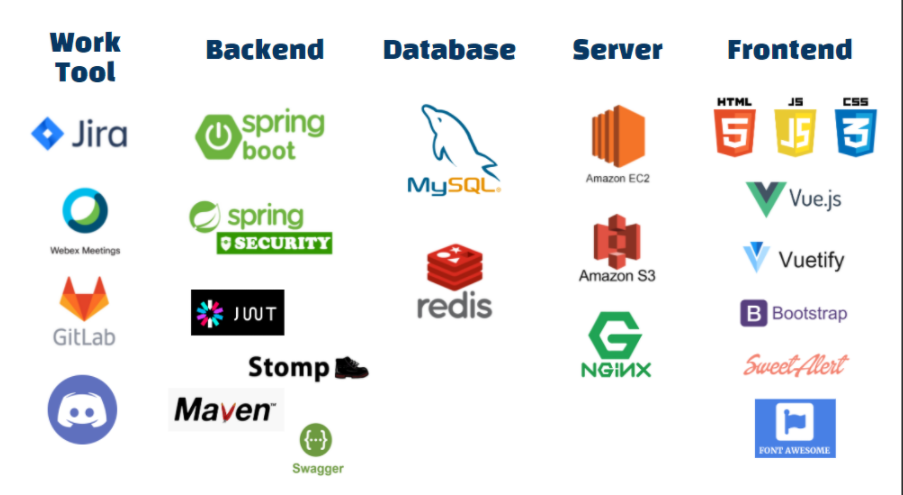 Work
Tool
Backend
Database
Server
Frontend
Jira
Webex Meetings
GitLab
spring
boot
spring
SECURITY
JWT
Stomp
Maven™
{···}
Swagger
MySQL®
redis
Amazon EC2
Amazon S3
G
NGINX
HTML
5
JS
JS
CSS
3
Vue.js
Vuetify
B Bootstrap
SweetAlert
FONT AWESOME